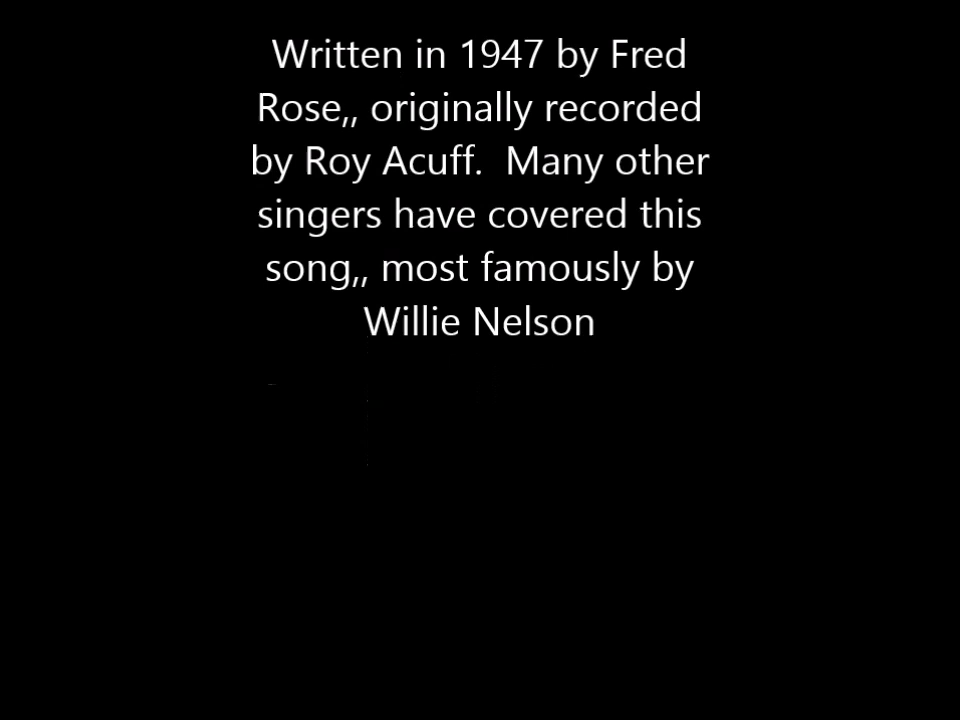 Written in 1947 by Fred
Rose,, originally recorded
by Roy Acuff.  Many other
singers have covered this
song,, most famously by
Willie Nelson